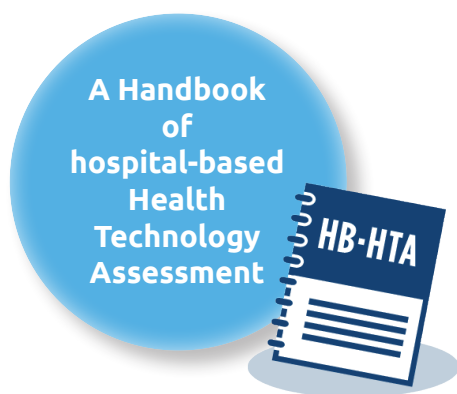 A Handbook
of
hospital-based
Health
Technology
Assessment
HB-HTA